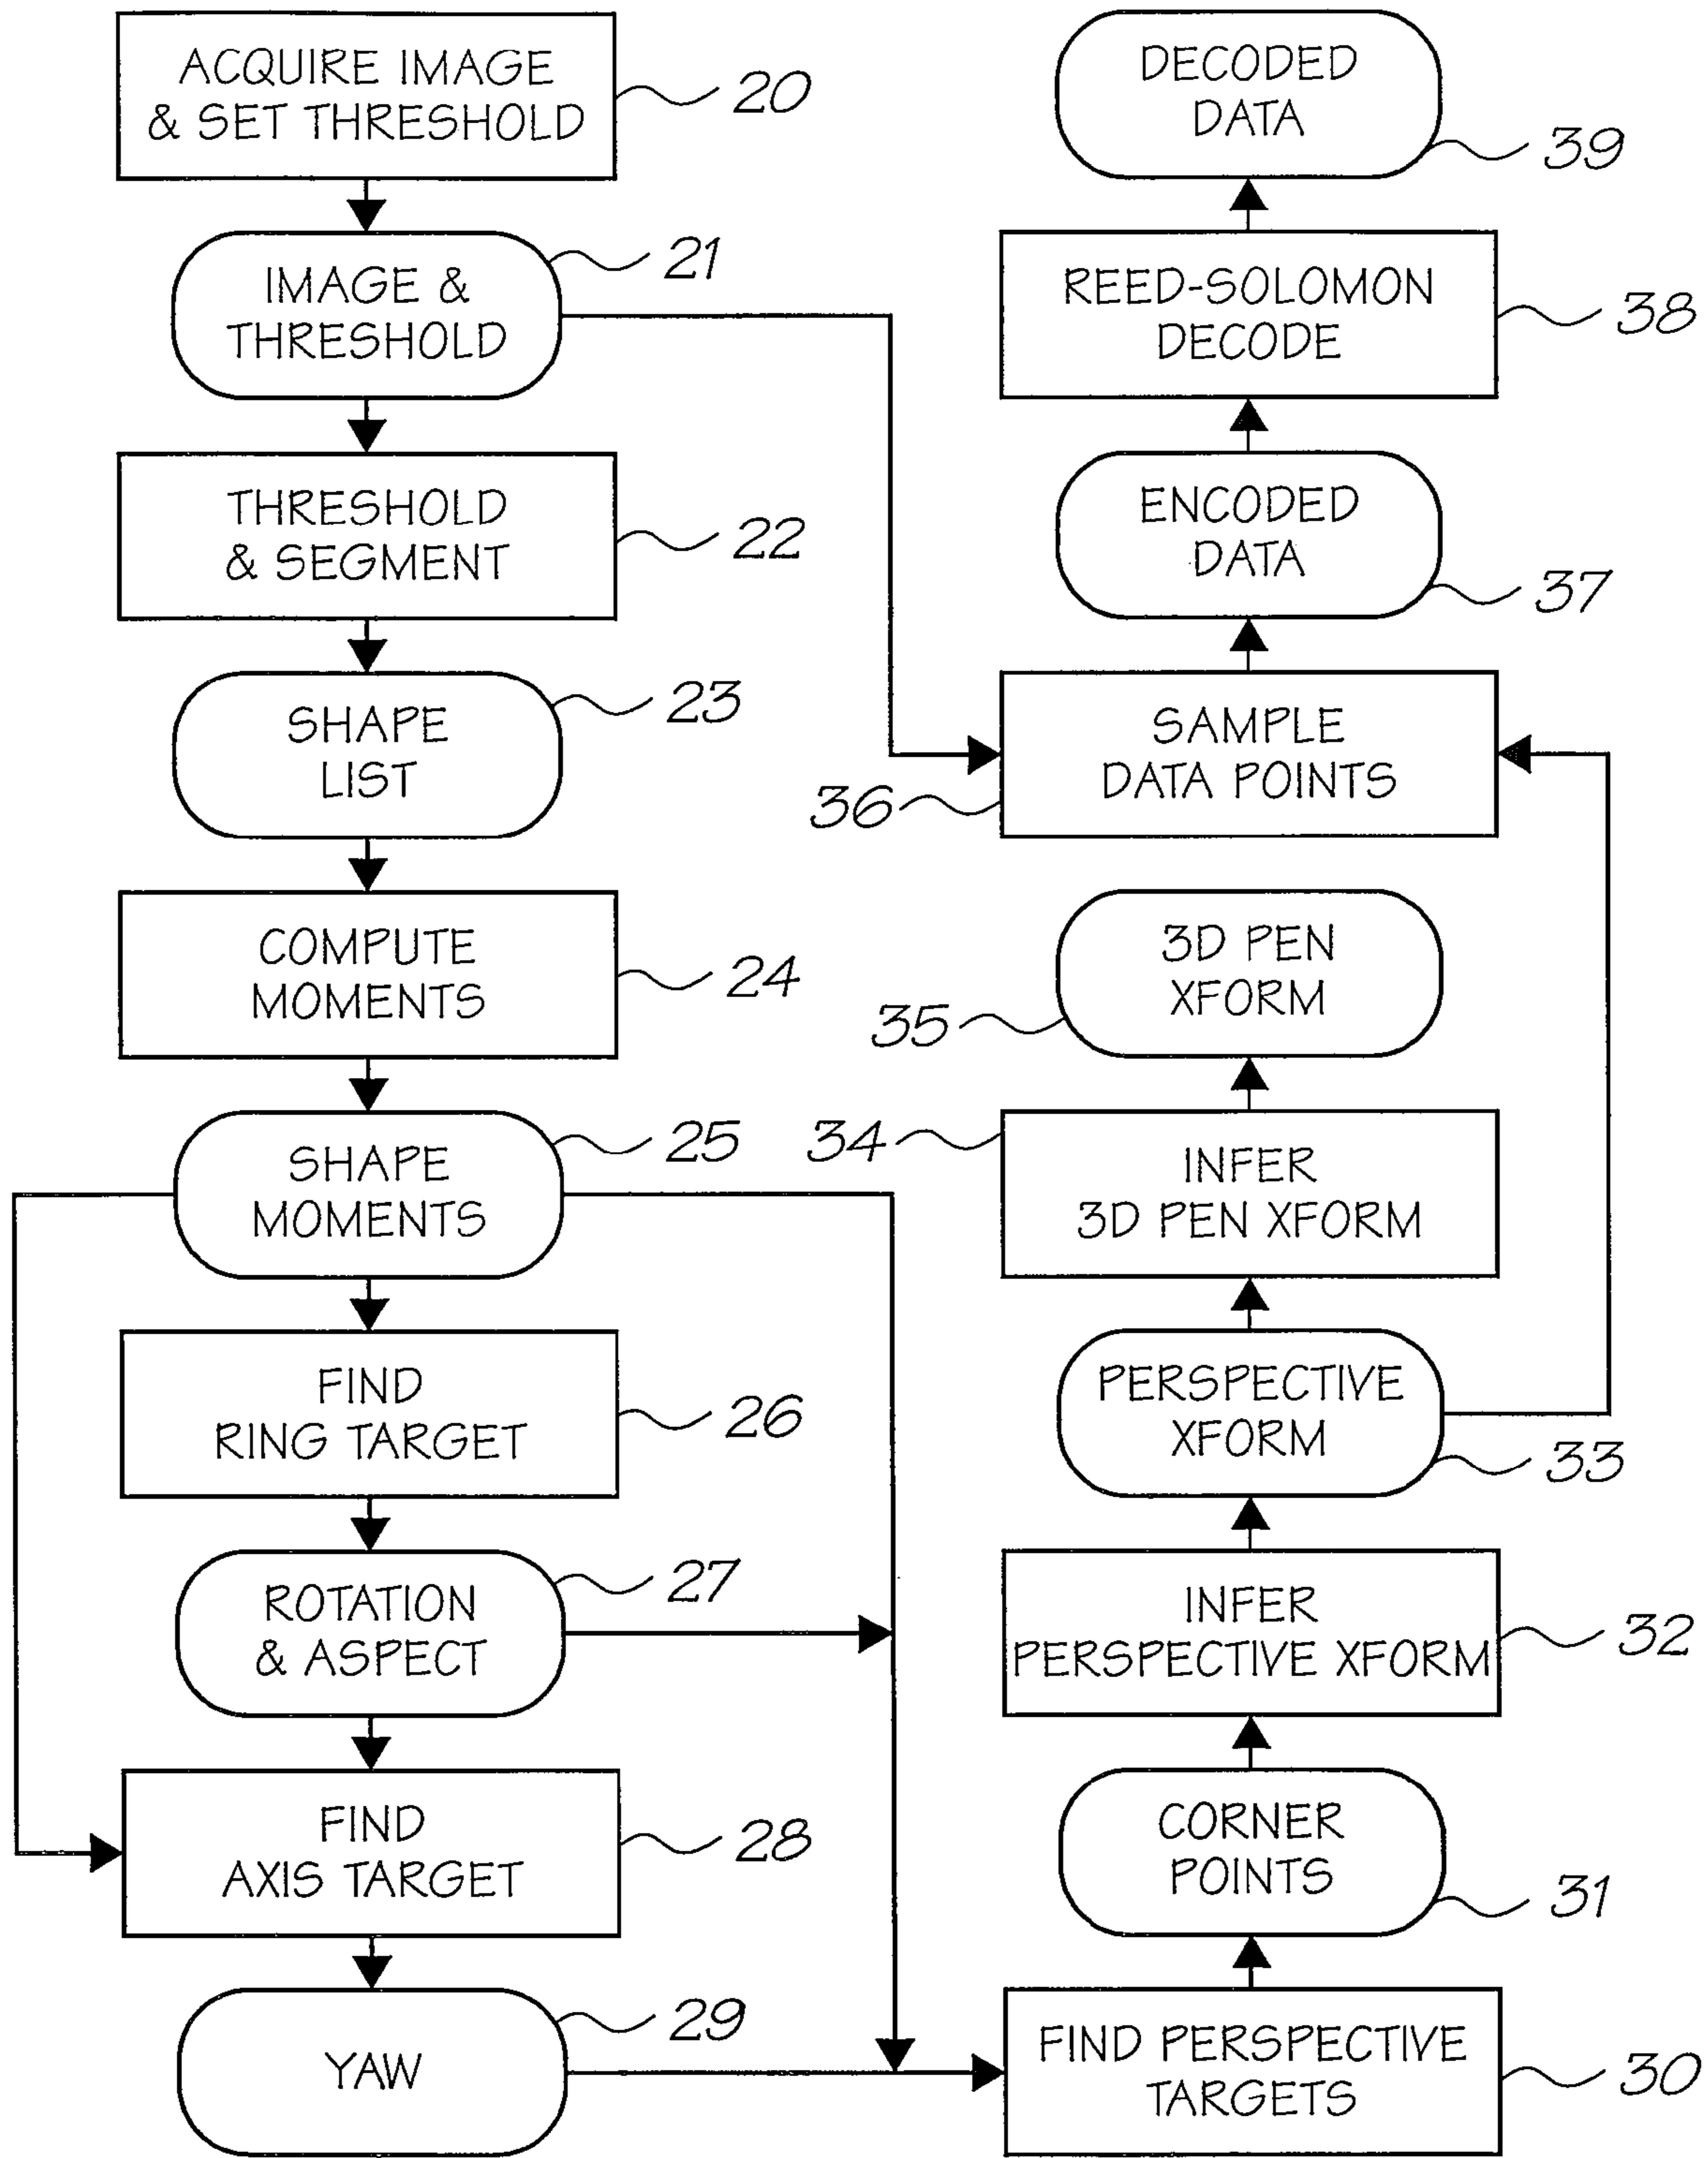 ACQUIRE IMAGE
& SET THRESHOLD
20
IMAGE &
THRESHOLD
21
THRESHOLD
& SEGMENT
22
SHAPE
LIST
23
COMPUTE
MOMENTS
24
SHAPE
MOMENTS
25
FIND
RING TARGET
26
ROTATION
& ASPECT
27
FIND
AXIS TARGET
28
YAW
29
DECODED
DATA
39
REED-SOLOMON
DECODE
38
ENCODED
DATA
37
SAMPLE
DATA POINTS
36
3D PEN
XFORM
35
INFER
3D PEN XFORM
34
PERSPECTIVE
XFORM
33
INFER
PERSPECTIVE XFORM
32
CORNER
POINTS
31
FIND PERSPECTIVE
TARGETS
30